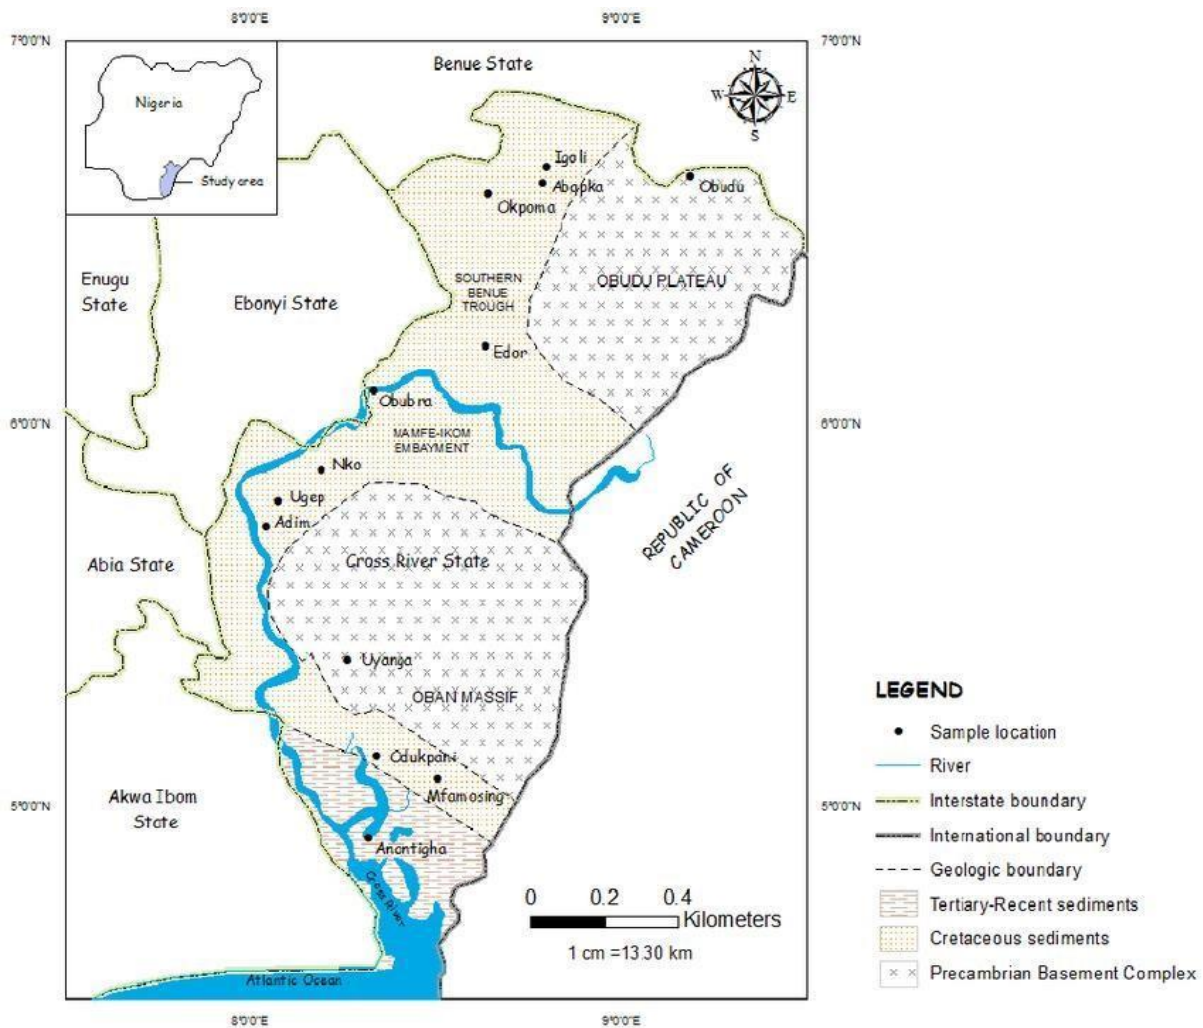 8°0'0"E
9°0'0"E
7°0'0"N
7°0'0"N
Benue State
N
W
E
S
Nigeria
Study area
Igoli
Abapka
Okpoma
Obudu
Enugu
State
Ebonyi State
SOUTHERN
BENUE
TROUGH
OBUDU PLATEAU
Edor
Obubra
6°0'0"N
6°0'0"N
MAMFE-IKOM
EMBAYMENT
Nko
Ugep
Adim
REPUBLIC OF
CAMEROON
Abia State
Cross River State
Uyanga
OBAN MASSIF
Odukpani
Mfamosing
Akwa Ibom
State
5°0'0"N
5°0'0"N
Anantigha
Cross River
0 0.2 0.4
Kilometers
1 cm =13.30 km
Atlantic Ocean
8°0'0"E
9°0'0"E
LEGEND
Sample location
River
Interstate boundary
International boundary
Geologic boundary
Tertiary-Recent sediments
Cretaceous sediments
Precambrian Basement Complex